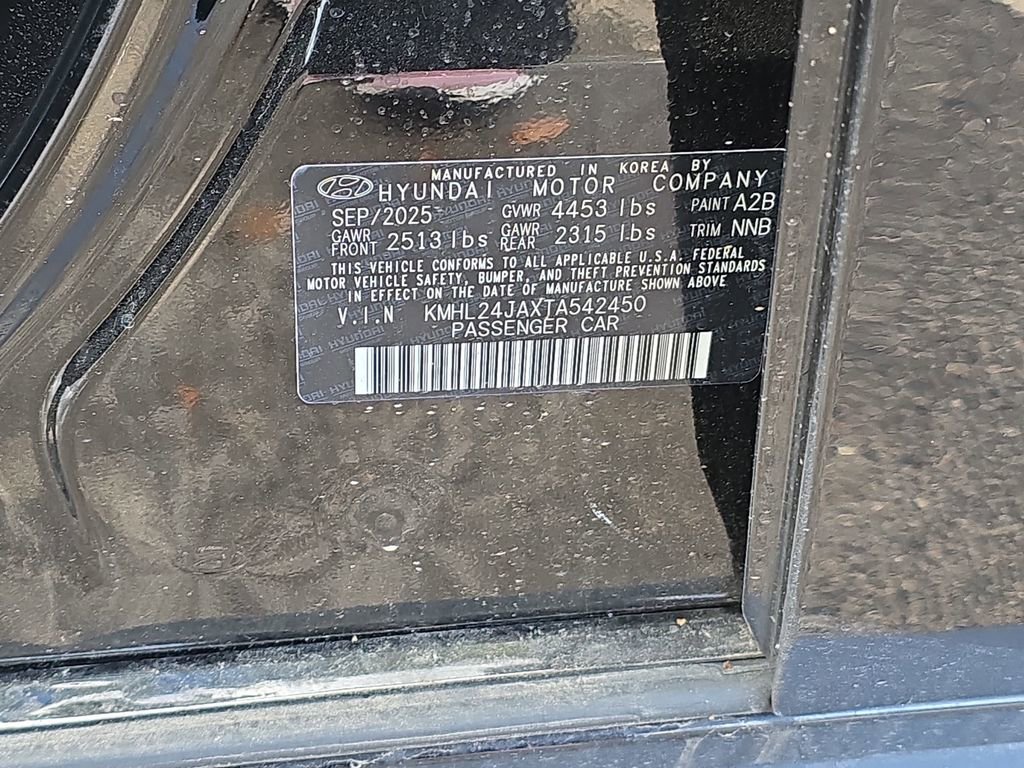 MANUFACTURED IN KOREA BY
HYUNDAI MOTOR COMPANY
SEP/2025 GVWR 4453 lbs PAINT A2B
GAWR FRONT 2513 lbs GAWR REAR 2315 lbs TRIM NNB
THIS VEHICLE CONFORMS TO ALL APPLICABLE U.S.A. FEDERAL
MOTOR VEHICLE SAFETY, BUMPER, AND THEFT PREVENTION STANDARDS
IN EFFECT ON THE DATE OF MANUFACTURE SHOWN ABOVE
V.I.N KMHL24JAXTA542450
PASSENGER CAR